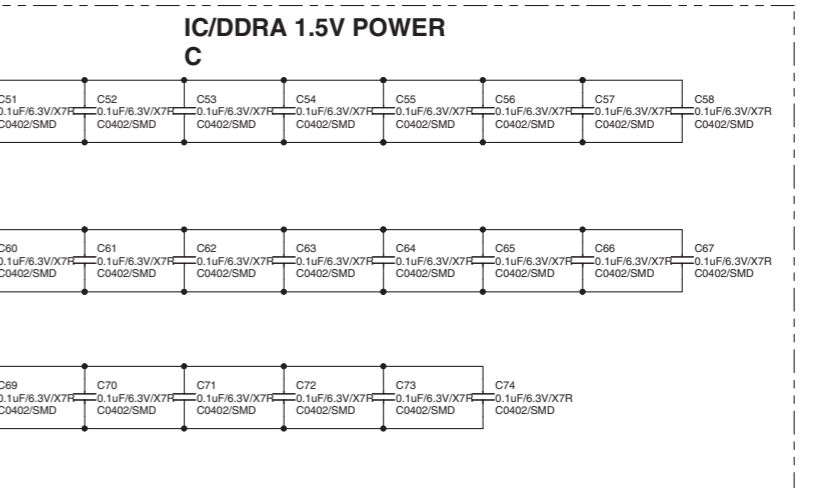 IC/DDRA 1.5V POWER
C
C51 C52 C53 C54 C55 C56 C57 C58
0.1uF/6.3V/X7R 0.1uF/6.3V/X7R 0.1uF/6.3V/X7R 0.1uF/6.3V/X7R 0.1uF/6.3V/X7R 0.1uF/6.3V/X7R 0.1uF/6.3V/X7R 0.1uF/6.3V/X7R
C0402/SMD C0402/SMD C0402/SMD C0402/SMD C0402/SMD C0402/SMD C0402/SMD C0402/SMD
C60 C61 C62 C63 C64 C65 C66 C67
0.1uF/6.3V/X7R 0.1uF/6.3V/X7R 0.1uF/6.3V/X7R 0.1uF/6.3V/X7R 0.1uF/6.3V/X7R 0.1uF/6.3V/X7R 0.1uF/6.3V/X7R 0.1uF/6.3V/X7R
C0402/SMD C0402/SMD C0402/SMD C0402/SMD C0402/SMD C0402/SMD C0402/SMD C0402/SMD
C69 C70 C71 C72 C73 C74
0.1uF/6.3V/X7R 0.1uF/6.3V/X7R 0.1uF/6.3V/X7R 0.1uF/6.3V/X7R 0.1uF/6.3V/X7R 0.1uF/6.3V/X7R
C0402/SMD C0402/SMD C0402/SMD C0402/SMD C0402/SMD C0402/SMD